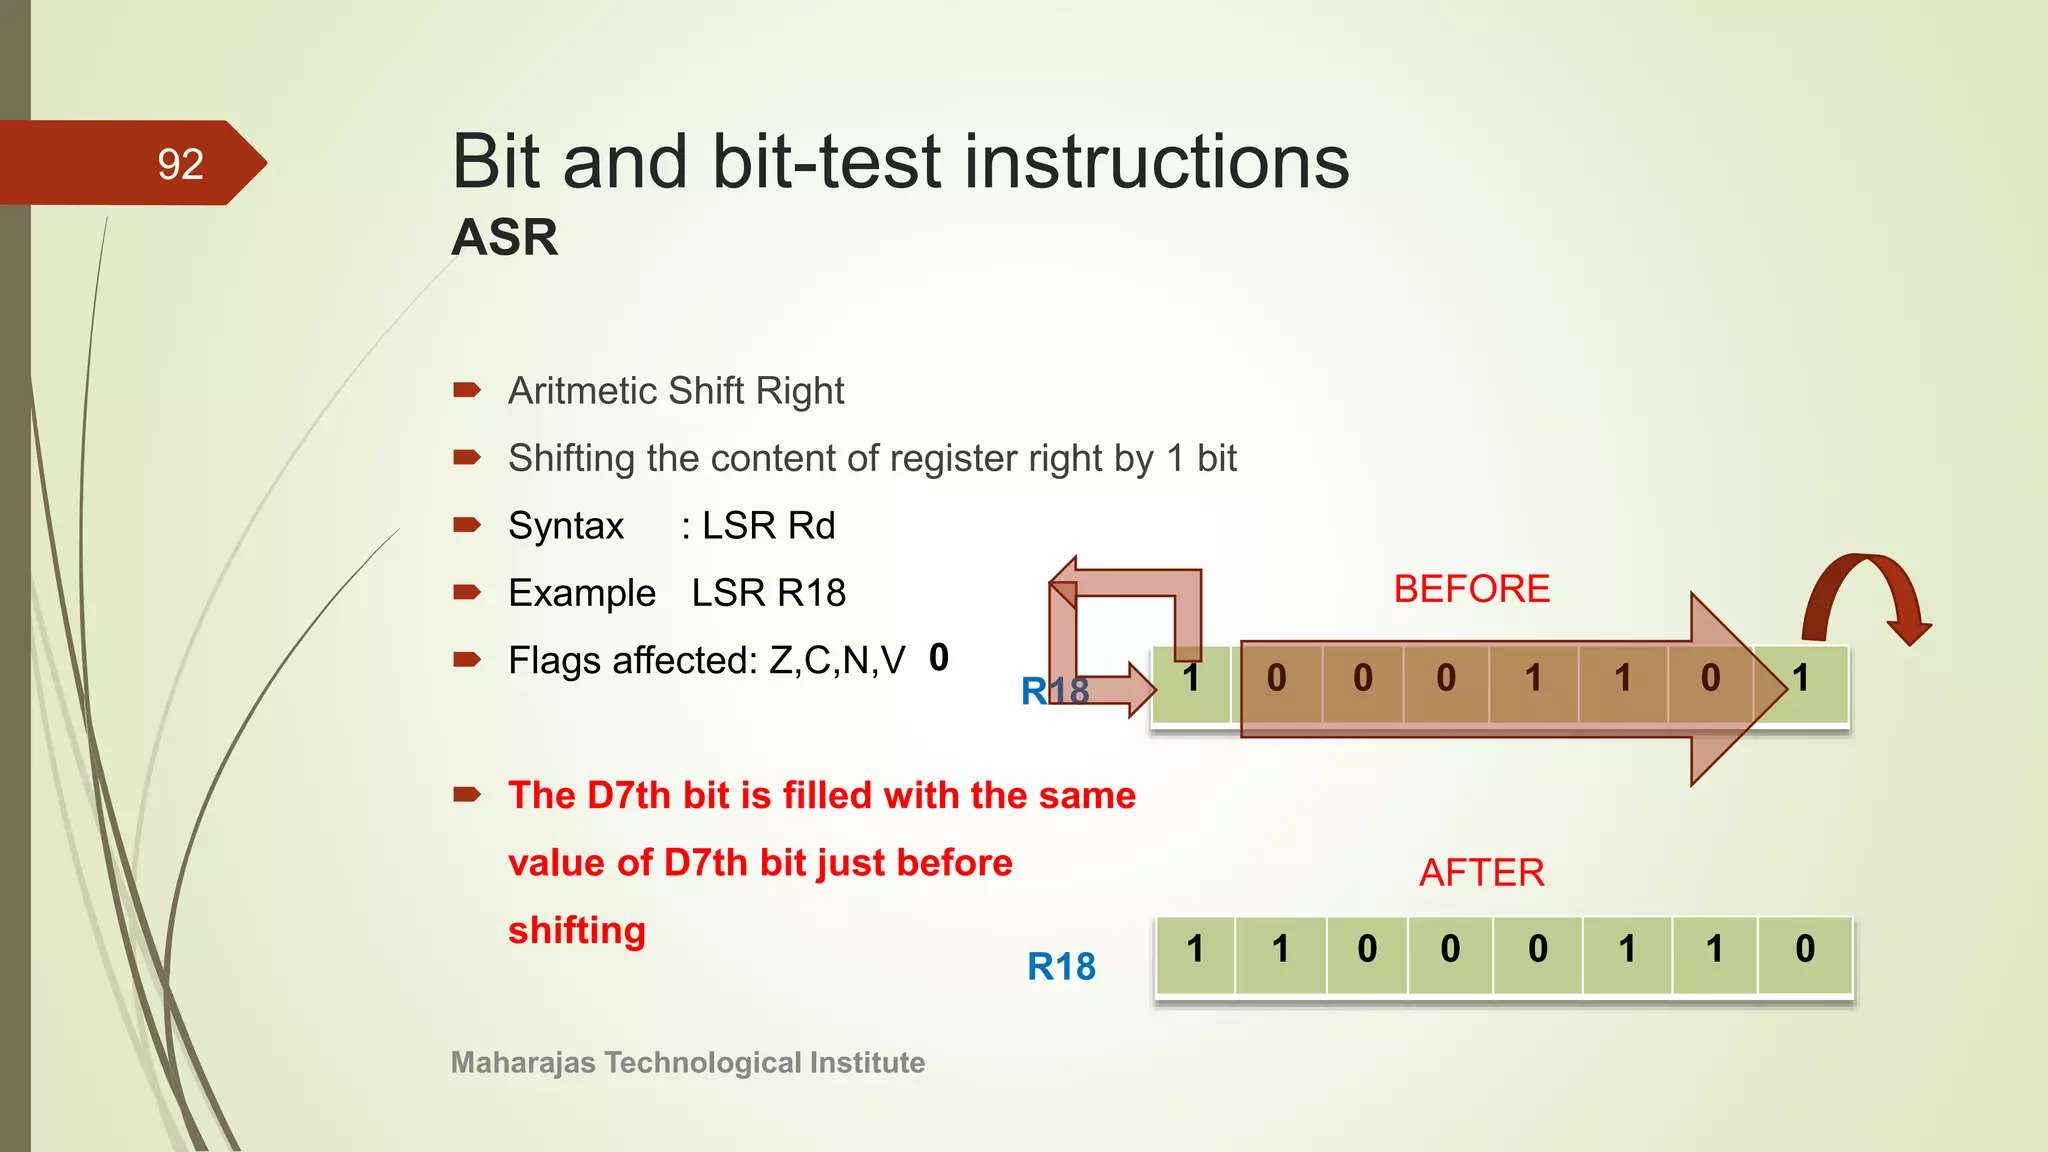 92
Bit and bit-test instructions
ASR
Aritmetic Shift Right
Shifting the content of register right by 1 bit
Syntax : LSR Rd
Example LSR R18
Flags affected: Z,C,N,V 0
The D7th bit is filled with the same
value of D7th bit just before
shifting
BEFORE
R18 1 0 0 0 1 1 0 1
AFTER
R18 1 1 0 0 0 1 1 0
Maharajas Technological Institute